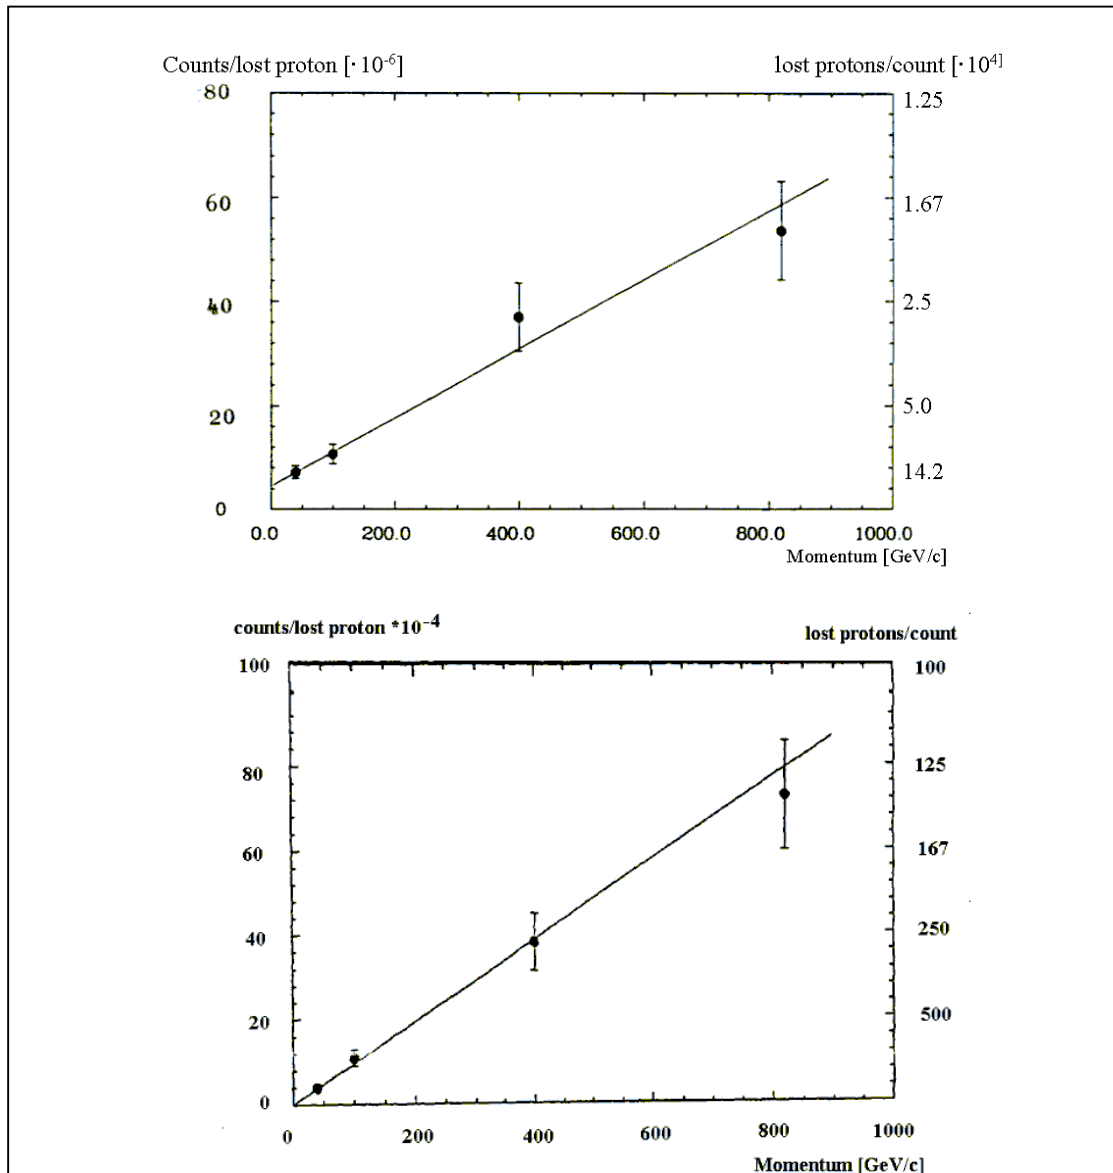 Counts/lost proton [· 10-6] lost protons/count [· 104]
80 1.25
60 1.67
40 2.5
20 5.0
14.2
0
0.0 200.0 400.0 600.0 800.0 1000.0
Momentum [GeV/c]
counts/lost proton *10–4 lost protons/count
100 100
80 125
60 167
40 250
20 500
0
0 200 400 600 800 1000
Momentum [GeV/c]